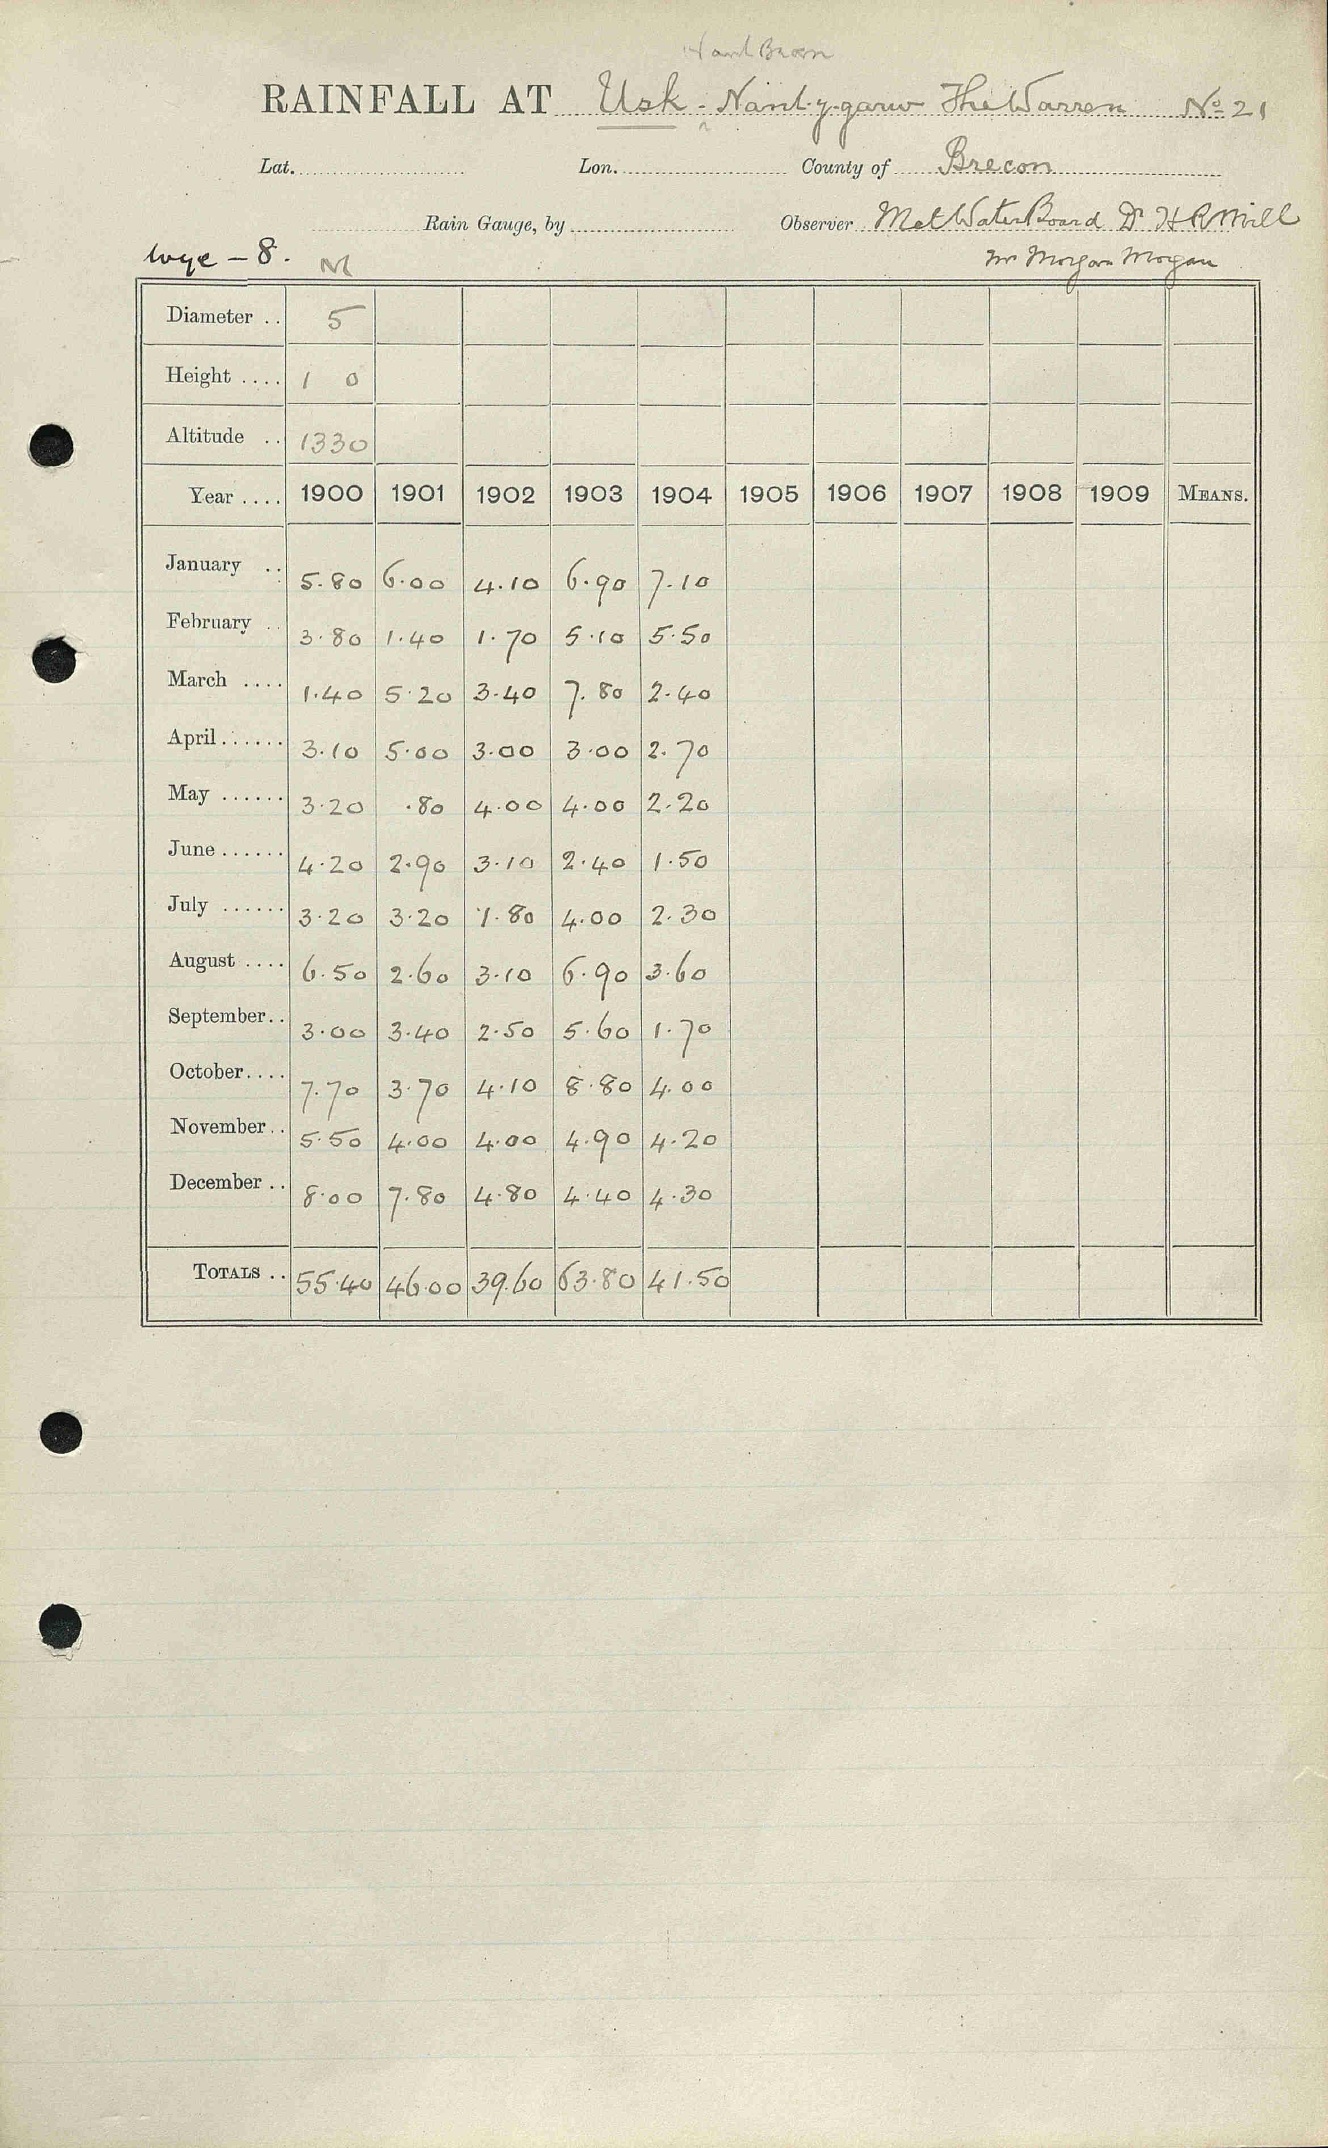 Nant Bran
RAINFALL AT Usk - Nant-y-garw The Warren No 21
Lat. Lon. County of Brecon
Rain Gauge, by Observer Met Water Board Dr H R Mill
Wye - 8. Mr Morgan Morgan
Diameter .. 5
Height .... 1 0
Altitude .. 1330
Year .... 1900 1901 1902 1903 1904 1905 1906 1907 1908 1909 MEANS.
January .. 5.80 6.00 4.10 6.90 7.10
February .. 3.80 1.40 1.70 5.10 5.50
March .... 1.40 5.20 3.40 7.80 2.40
April ...... 3.10 5.00 3.00 3.00 2.70
May ...... 3.20 .80 4.00 4.00 2.20
June ...... 4.20 2.90 3.10 2.40 1.50
July ...... 3.20 3.20 1.80 4.00 2.30
August .... 6.50 2.60 3.10 6.90 3.60
September.. 3.00 3.40 2.50 5.60 1.70
October.... 7.70 3.70 4.10 8.80 4.00
November.. 5.50 4.00 4.00 4.90 4.20
December .. 8.00 7.80 4.80 4.40 4.30
TOTALS .. 55.40 46.00 39.60 63.80 41.50